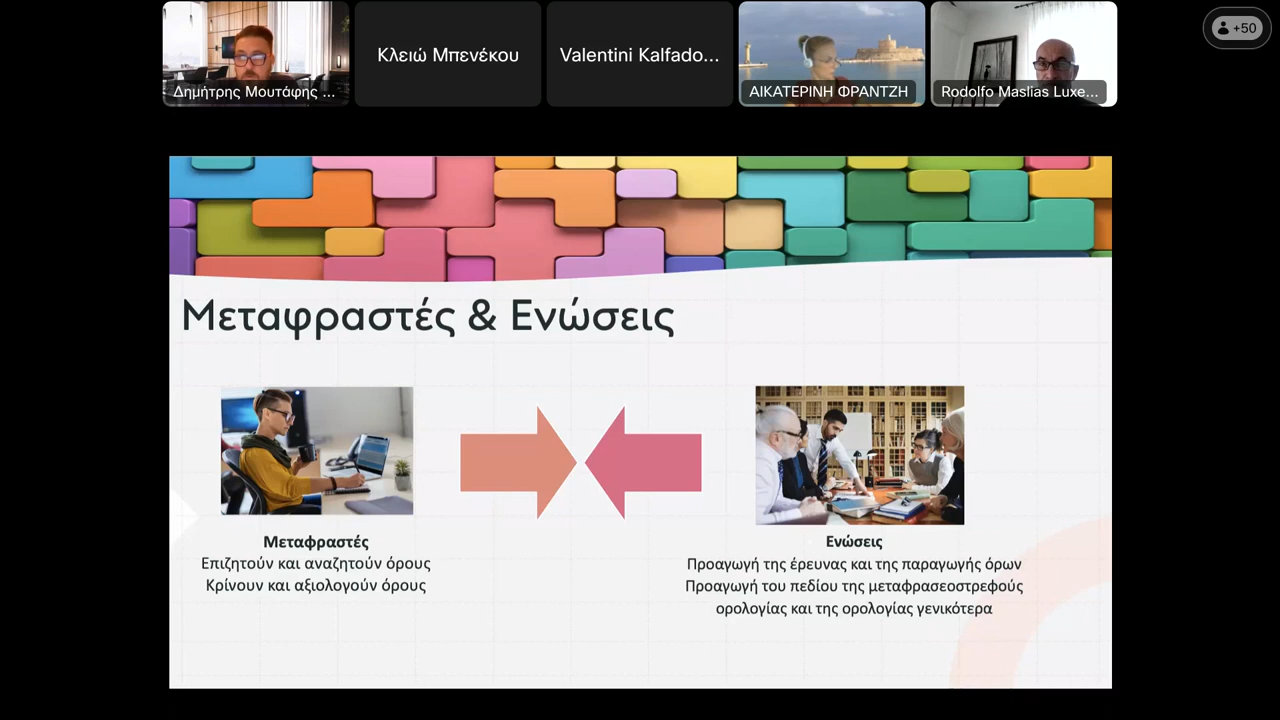 Δημήτρης Μουτάφης ...
Κλειώ Μπενέκου
Valentini Kalfado...
ΑΙΚΑΤΕΡΙΝΗ ΦΡΑΝΤΖΗ
Rodolfo Maslias Luxe...
+50
Μεταφραστές & Ενώσεις
Μεταφραστές
Επιζητούν και αναζητούν όρους
Κρίνουν και αξιολογούν όρους
Ενώσεις
Προαγωγή της έρευνας και της παραγωγής όρων
Προαγωγή του πεδίου της μεταφρασεοστρεφούς
ορολογίας και της ορολογίας γενικότερα